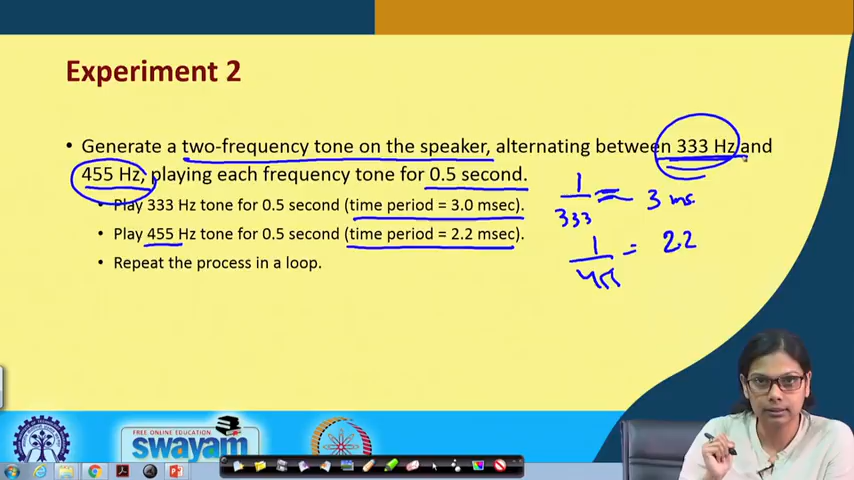 Experiment 2
• Generate a two-frequency tone on the speaker, alternating between 333 Hz and
455 Hz, playing each frequency tone for 0.5 second.
• Play 333 Hz tone for 0.5 second (time period = 3.0 msec).
• Play 455 Hz tone for 0.5 second (time period = 2.2 msec).
• Repeat the process in a loop.
1
333
= 3 ms
1
455
= 2.2
FREE ONLINE EDUCATION
swayam